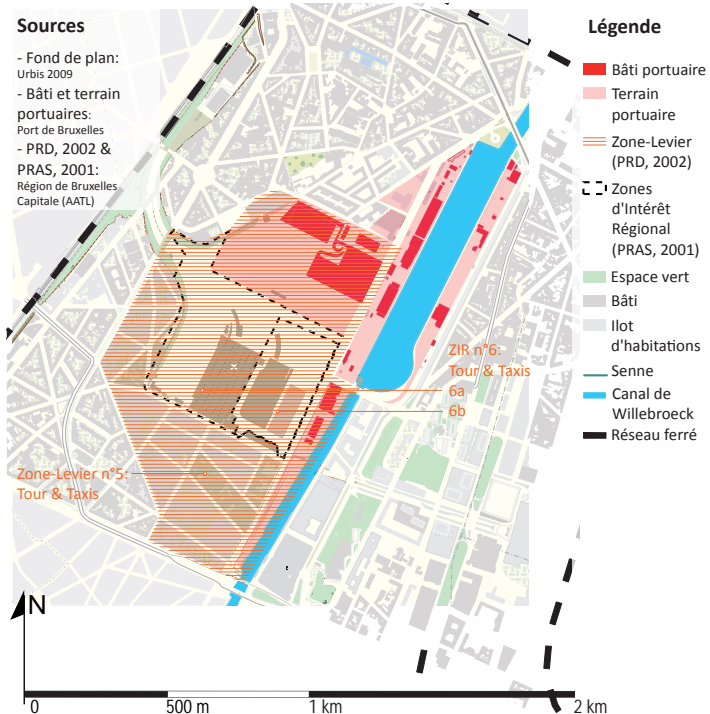 Sources
- Fond de plan:
Urbis 2009
- Bâti et terrain
portuaires:
Port de Bruxelles
- PRD, 2002 &
PRAS, 2001:
Région de Bruxelles
Capitale (AATL)
Légende
Bâti portuaire
Terrain
portuaire
Zone-Levier
(PRD, 2002)
Zones
d'Intérêt
Régional
(PRAS, 2001)
Espace vert
Bâti
Ilot
d'habitations
Senne
Canal de
Willebroeck
Réseau ferré
ZIR n°6:
Tour & Taxis
6a
6b
Zone-Levier n°5:
Tour & Taxis
N
0 500 m 1 km 2 km